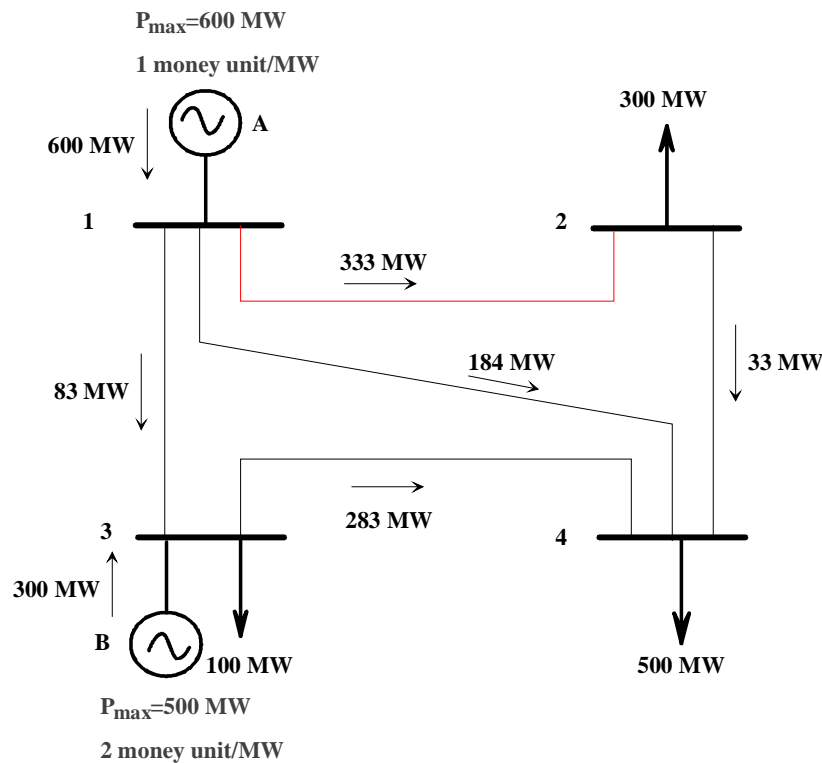 Pmax=600 MW
1 money unit/MW
A
300 MW
600 MW
1
2
333 MW
184 MW
33 MW
83 MW
283 MW
3
4
300 MW
B
100 MW
500 MW
Pmax=500 MW
2 money unit/MW